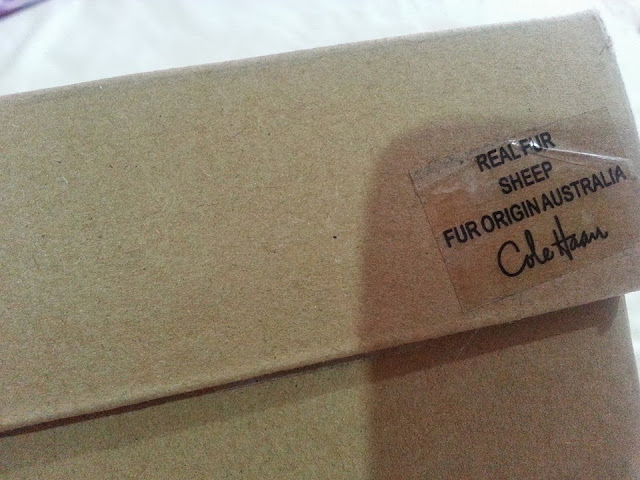 REAL FUR
SHEEP
FUR ORIGIN AUSTRALIA
Cole Haan